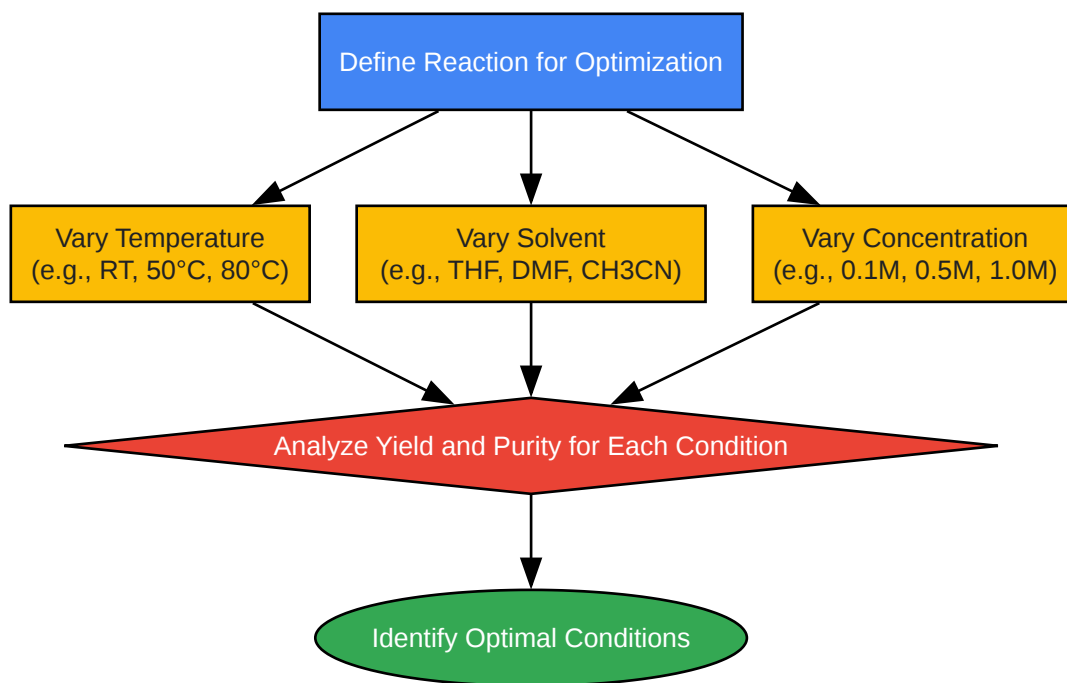 Define Reaction for Optimization
Vary Temperature
(e.g., RT, 50°C, 80°C)
Vary Solvent
(e.g., THF, DMF, CH3CN)
Vary Concentration
(e.g., 0.1M, 0.5M, 1.0M)
Analyze Yield and Purity for Each Condition
Identify Optimal Conditions